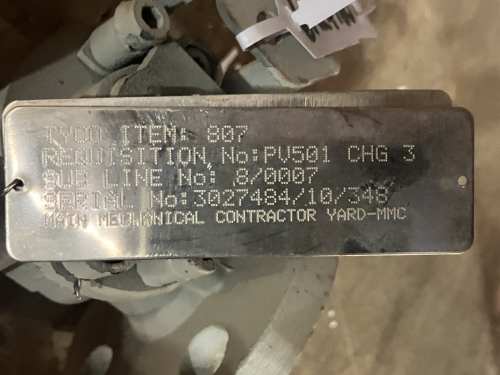 TYCO ITEM: 807
REQUISITION No:PV501 CHG 3
SUB LINE No: 8/0007
SERIAL No:3027484/10/348
MAIN MECHANICAL CONTRACTOR YARD-MMC